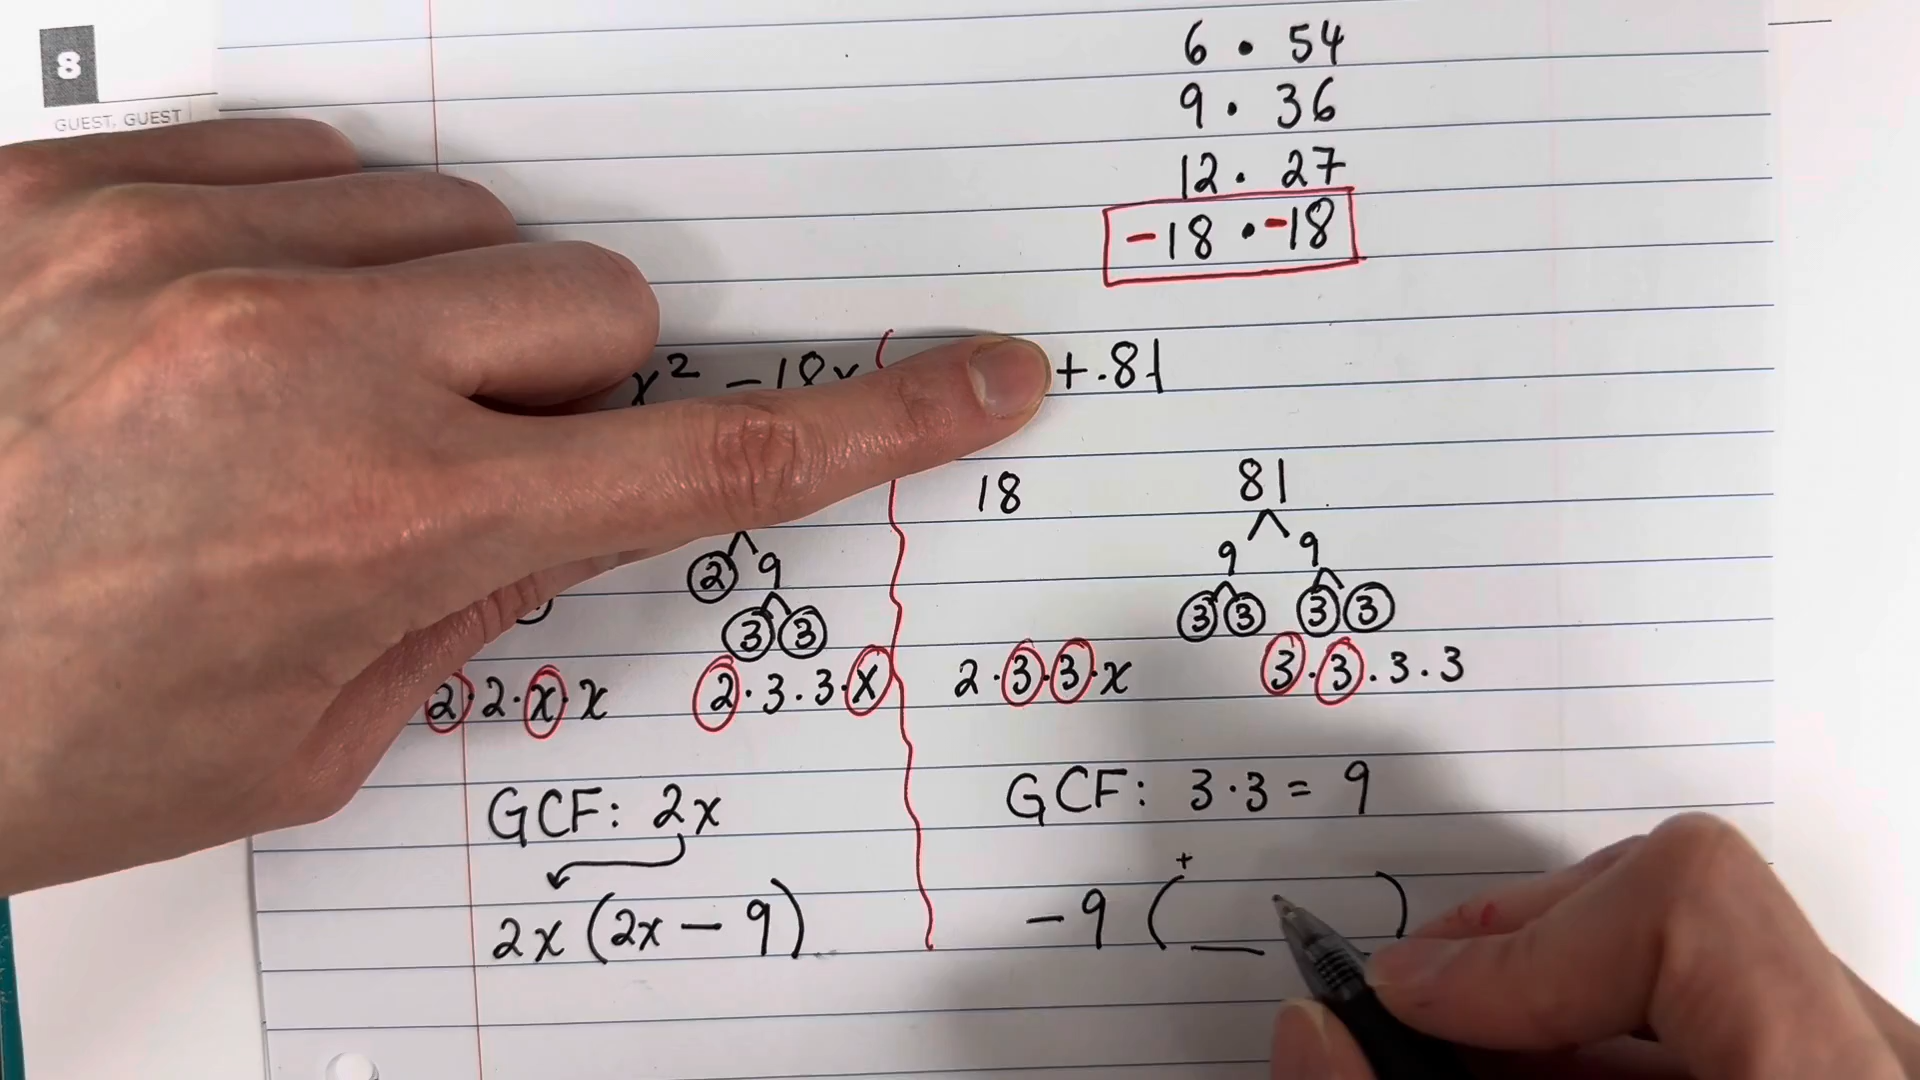 8
GUEST, GUEST
6 · 54
9 · 36
12 · 27
-18 · -18
x² - 18x + .81
18 81
9 9
2 9
3 3 3 3
3 3
2 · 2 · x · x 2 · 3 . 3 · x 2 · 3 · 3 · x 3 · 3 . 3 . 3
GCF: 2x GCF: 3·3 = 9
+
2x (2x - 9) -9 ( _ )